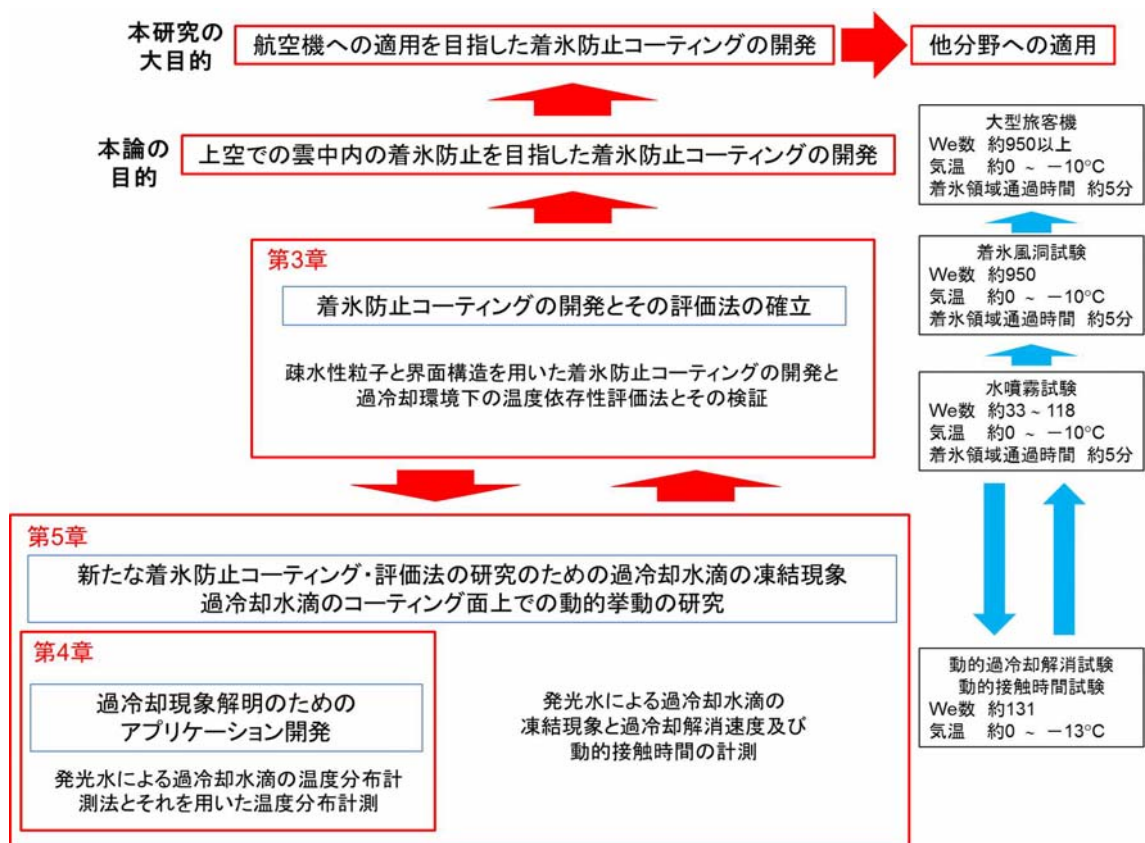 本研究の
大目的
航空機への適用を目指した着氷防止コーティングの開発
他分野への適用
本論の
目的
上空での雲中内の着氷防止を目指した着氷防止コーティングの開発
第3章
着氷防止コーティングの開発とその評価法の確立
疎水性粒子と界面構造を用いた着氷防止コーティングの開発と
過冷却環境下の温度依存性評価法とその検証
第5章
新たな着氷防止コーティング・評価法の研究のための過冷却水滴の凍結現象
過冷却水滴のコーティング面上での動的挙動の研究
第4章
過冷却現象解明のための
アプリケーション開発
発光水による過冷却水滴の温度分布計
測法とそれを用いた温度分布計測
発光水による過冷却水滴の
凍結現象と過冷却解消速度及び
動的接触時間の計測
大型旅客機
We数 約950以上
気温 約0 ~ -10°C
着氷領域通過時間 約5分
着氷風洞試験
We数 約950
気温 約0 ~ -10°C
着氷領域通過時間 約5分
水噴霧試験
We数 約33 ~ 118
気温 約0 ~ -10°C
着氷領域通過時間 約5分
動的過冷却解消試験
動的接触時間試験
We数 約131
気温 約0 ~ -13°C